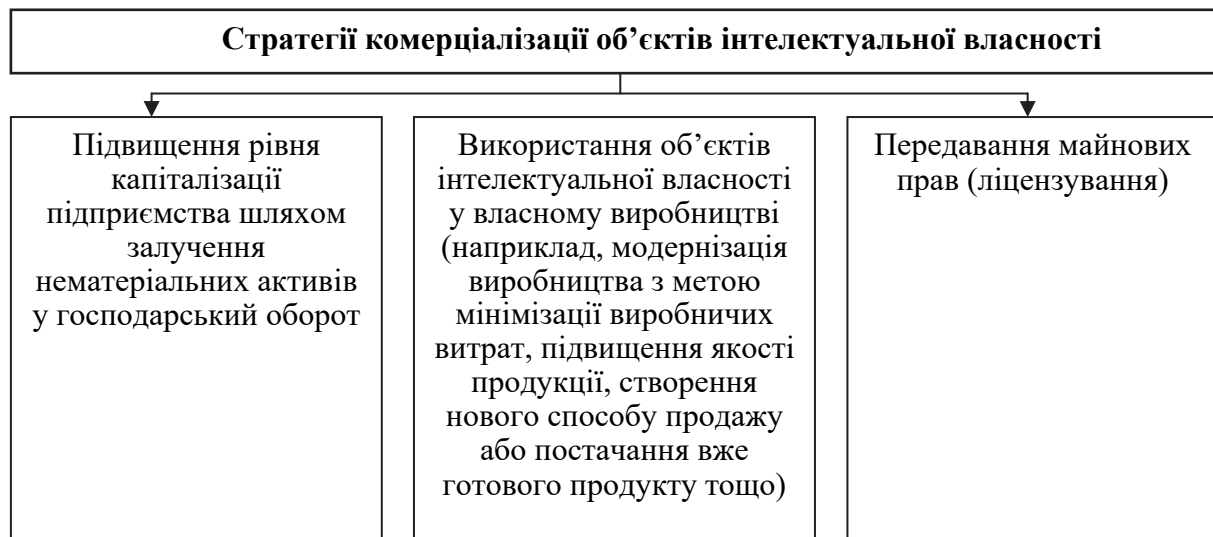 Стратегії комерціалізації об’єктів інтелектуальної власності
Підвищення рівня
капіталізації
підприємства шляхом
залучення
нематеріальних активів
у господарський оборот
Використання об’єктів
інтелектуальної власності
у власному виробництві
(наприклад, модернізація
виробництва з метою
мінімізації виробничих
витрат, підвищення якості
продукції, створення
нового способу продажу
або постачання вже
готового продукту тощо)
Передавання майнових
прав (ліцензування)